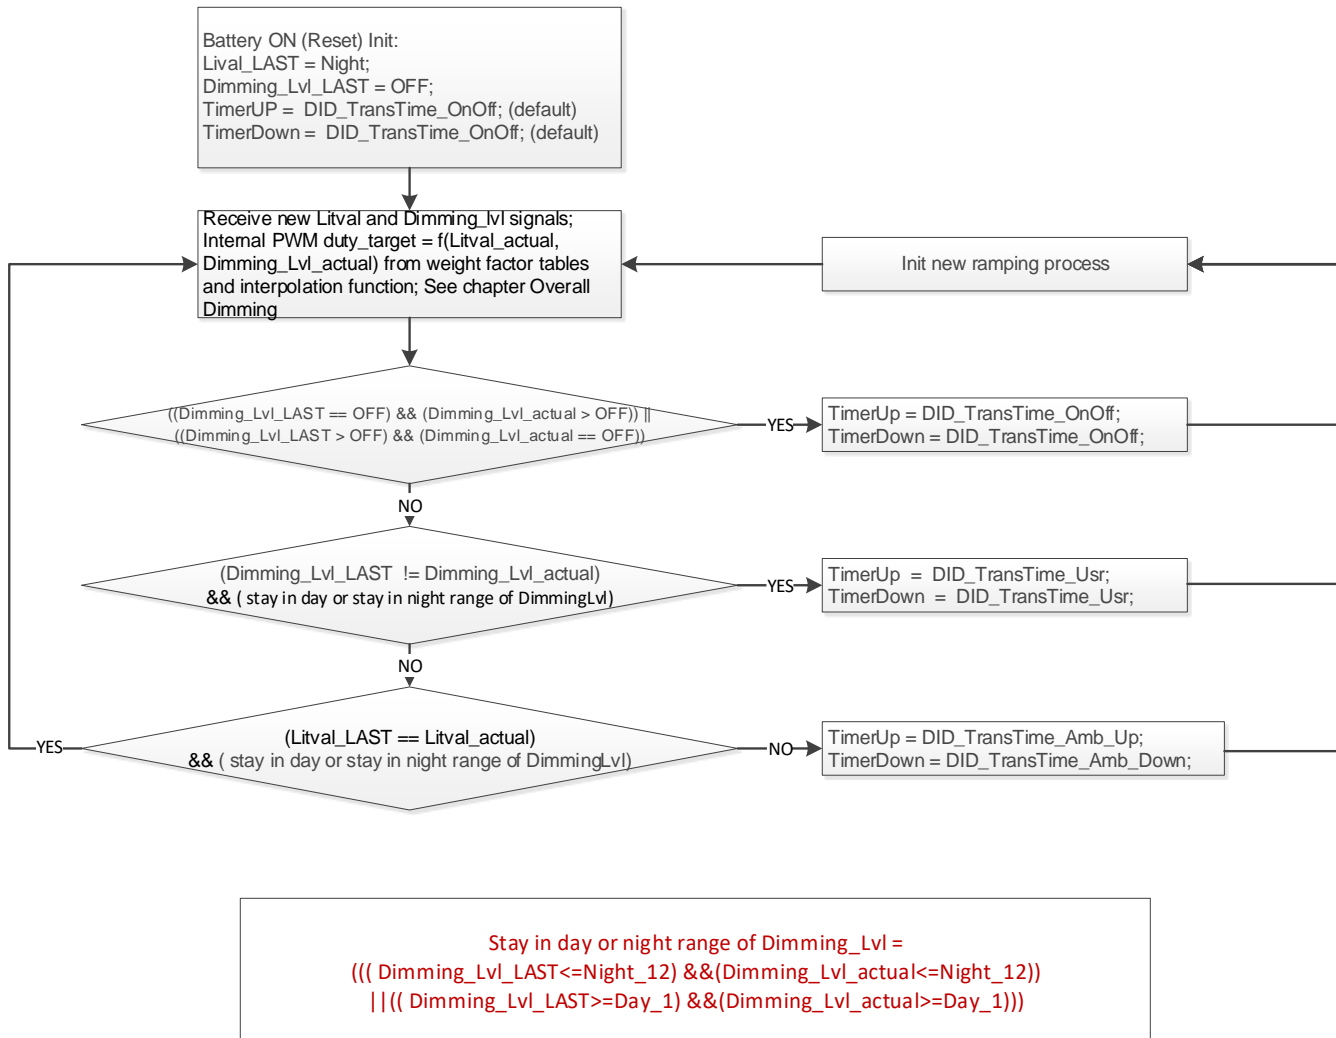 Battery ON (Reset) Init:
Lival_LAST = Night;
Dimming_Lvl_LAST = OFF;
TimerUP = DID_TransTime_OnOff; (default)
TimerDown = DID_TransTime_OnOff; (default)
Receive new Litval and Dimming_lvl signals;
Internal PWM duty_target = f(Litval_actual,
Dimming_Lvl_actual) from weight factor tables
and interpolation function; See chapter Overall
Dimming
Init new ramping process
((Dimming_Lvl_LAST == OFF) && (Dimming_Lvl_actual > OFF)) ||
((Dimming_Lvl_LAST > OFF) && (Dimming_Lvl_actual == OFF))
YES
TimerUp = DID_TransTime_OnOff;
TimerDown = DID_TransTime_OnOff;
NO
(Dimming_Lvl_LAST != Dimming_Lvl_actual)
&& ( stay in day or stay in night range of DimmingLvl)
YES
TimerUp = DID_TransTime_Usr;
TimerDown = DID_TransTime_Usr;
NO
YES
(Litval_LAST == Litval_actual)
&& ( stay in day or stay in night range of DimmingLvl)
NO
TimerUp = DID_TransTime_Amb_Up;
TimerDown = DID_TransTime_Amb_Down;
Stay in day or night range of Dimming_Lvl =
((( Dimming_Lvl_LAST<=Night_12) &&(Dimming_Lvl_actual<=Night_12))
||(( Dimming_Lvl_LAST>=Day_1) &&(Dimming_Lvl_actual>=Day_1)))